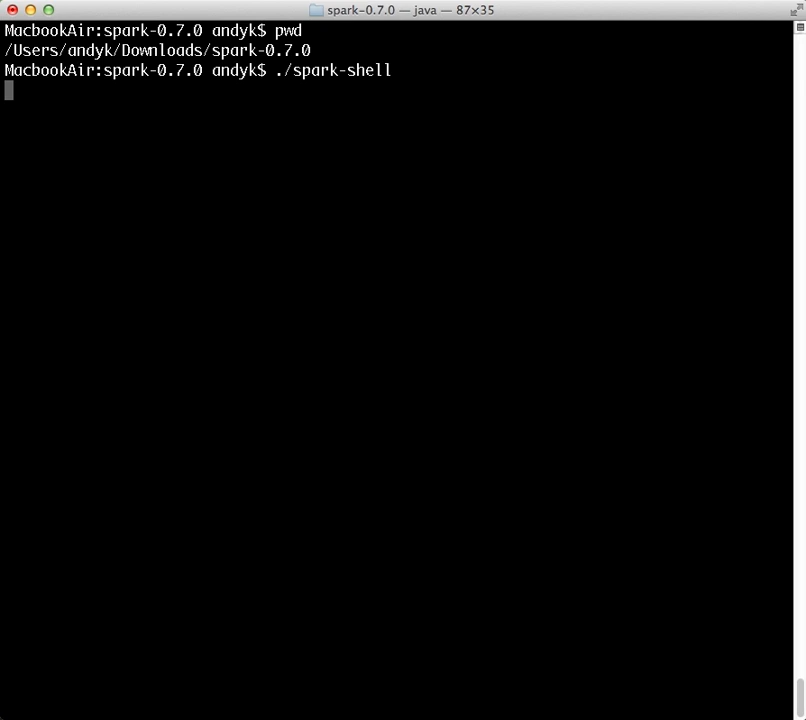 spark-0.7.0 — java — 87×35
MacbookAir:spark-0.7.0 andyk$ pwd
/Users/andyk/Downloads/spark-0.7.0
MacbookAir:spark-0.7.0 andyk$ ./spark-shell